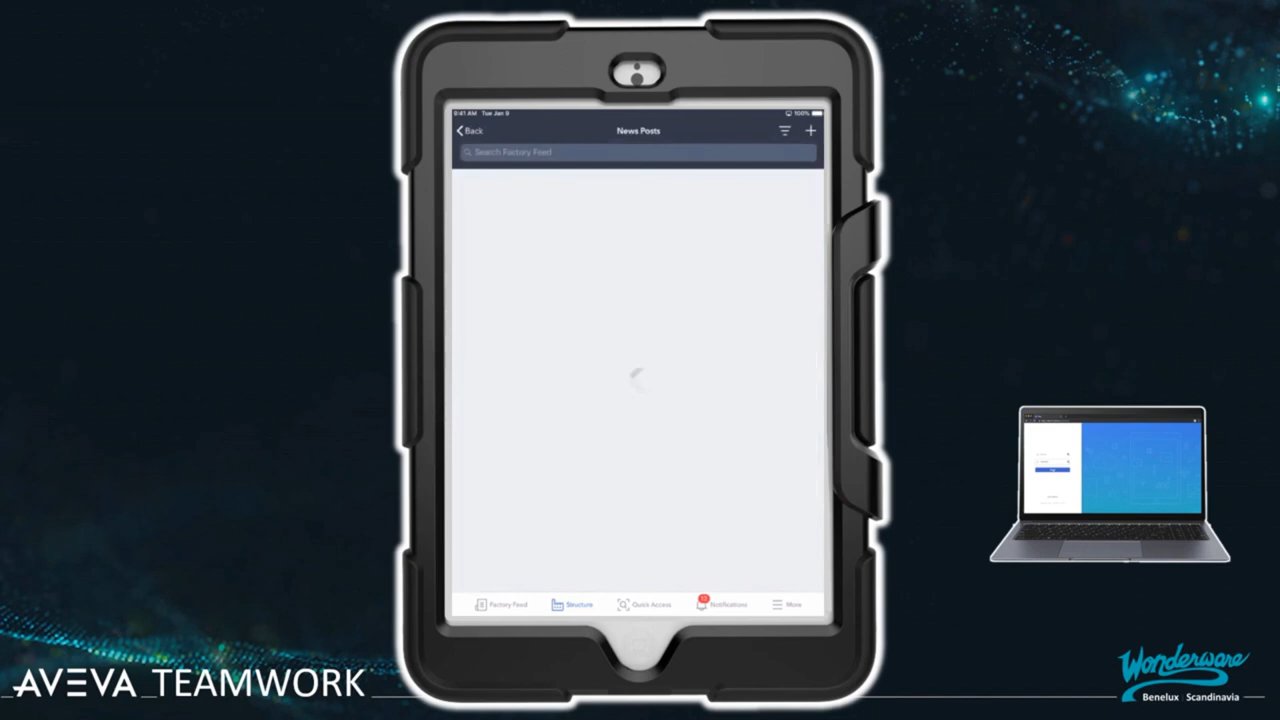 9:41 AM Tue Jan 9
100%
Back
News Posts
Search Factory Feed
Factory Feed
Structure
Quick Access
Notifications
More
AVEVA TEAMWORK
Wonderware
Benelux Scandinavia